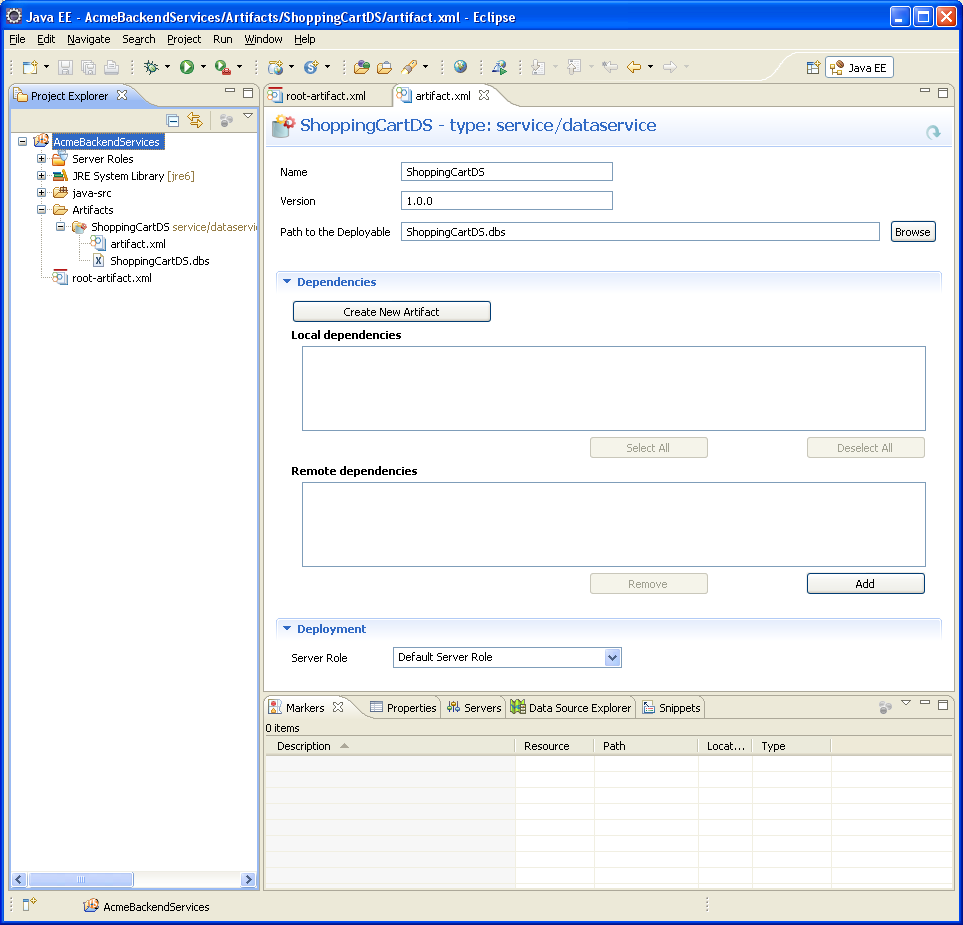 Java EE - AcmeBackendServices/Artifacts/ShoppingCartDS/artifact.xml - Eclipse
File Edit Navigate Search Project Run Window Help
Java EE
Project Explorer
AcmeBackendServices
Server Roles
JRE System Library [jre6]
java-src
Artifacts
ShoppingCartDS service/dataservi
artifact.xml
ShoppingCartDS.dbs
root-artifact.xml
root-artifact.xml artifact.xml
ShoppingCartDS - type: service/dataservice
Name ShoppingCartDS
Version 1.0.0
Path to the Deployable ShoppingCartDS.dbs Browse
Dependencies
Create New Artifact
Local dependencies
Select All Deselect All
Remote dependencies
Remove Add
Deployment
Server Role Default Server Role
Markers Properties Servers Data Source Explorer Snippets
0 items
Description Resource Path Locat... Type
AcmeBackendServices